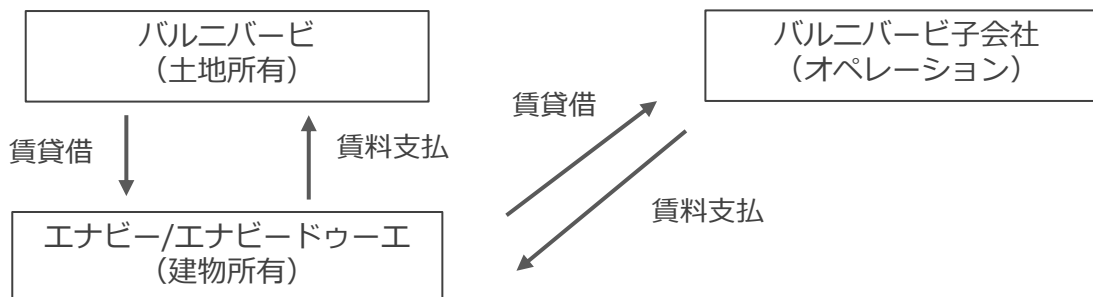 バルニバービ
（土地所有）
バルニバービ子会社
（オペレーション）
賃貸借
賃料支払
賃貸借
賃料支払
エナビー/エナビードゥーエ
（建物所有）